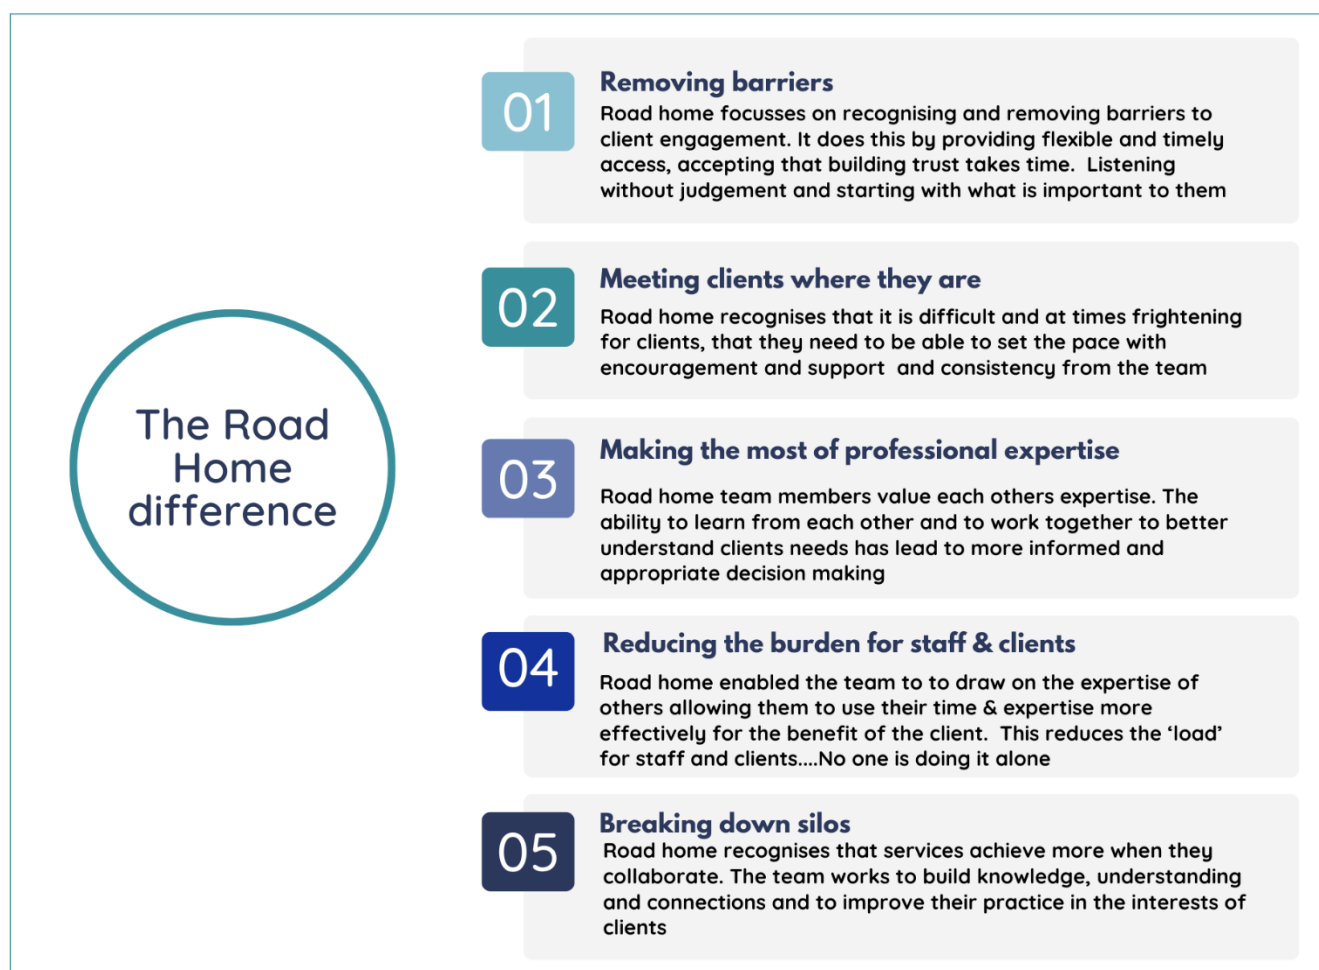 The Road
Home
difference
01
Removing barriers
Road home focusses on recognising and removing barriers to
client engagement. It does this by providing flexible and timely
access, accepting that building trust takes time.  Listening
without judgement and starting with what is important to them
02
Meeting clients where they are
Road home recognises that it is difficult and at times frightening
for clients, that they need to be able to set the pace with
encouragement and support  and consistency from the team
03
Making the most of professional expertise
Road home team members value each others expertise. The
ability to learn from each other and to work together to better
understand clients needs has lead to more informed and
appropriate decision making
04
Reducing the burden for staff & clients
Road home enabled the team to to draw on the expertise of
others allowing them to use their time & expertise more
effectively for the benefit of the client.  This reduces the ‘load’
for staff and clients....No one is doing it alone
05
Breaking down silos
Road home recognises that services achieve more when they
collaborate. The team works to build knowledge, understanding
and connections and to improve their practice in the interests of
clients